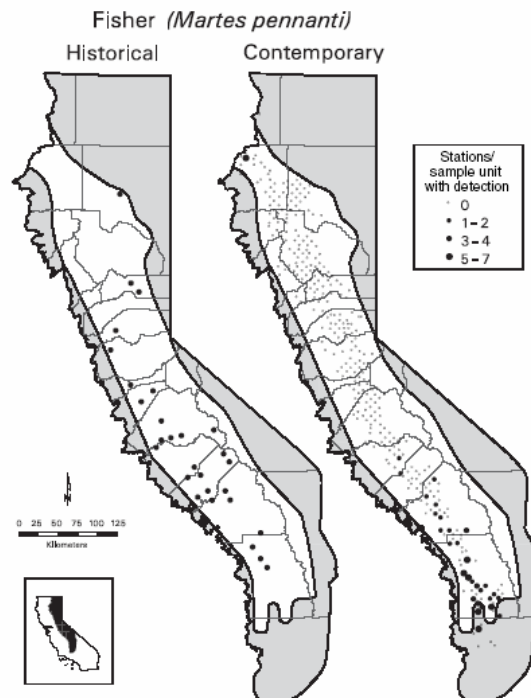 Fisher (Martes pennanti)
Historical
Contemporary
Stations/
sample unit
with detection
0
1–2
3–4
5–7
N
0 25 50 75 100 125
Kilometers